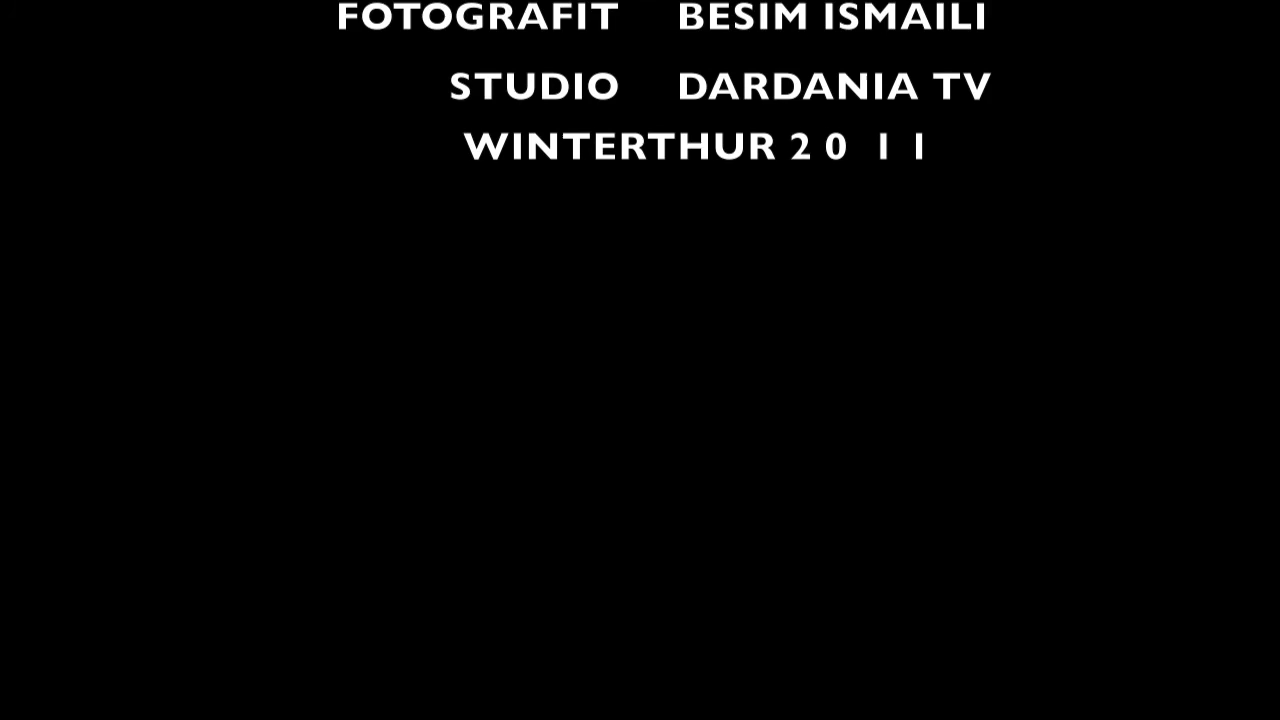 FOTOGRAFIT BESIM ISMAILI
STUDIO DARDANIA TV
WINTERTHUR 2 0 1 1